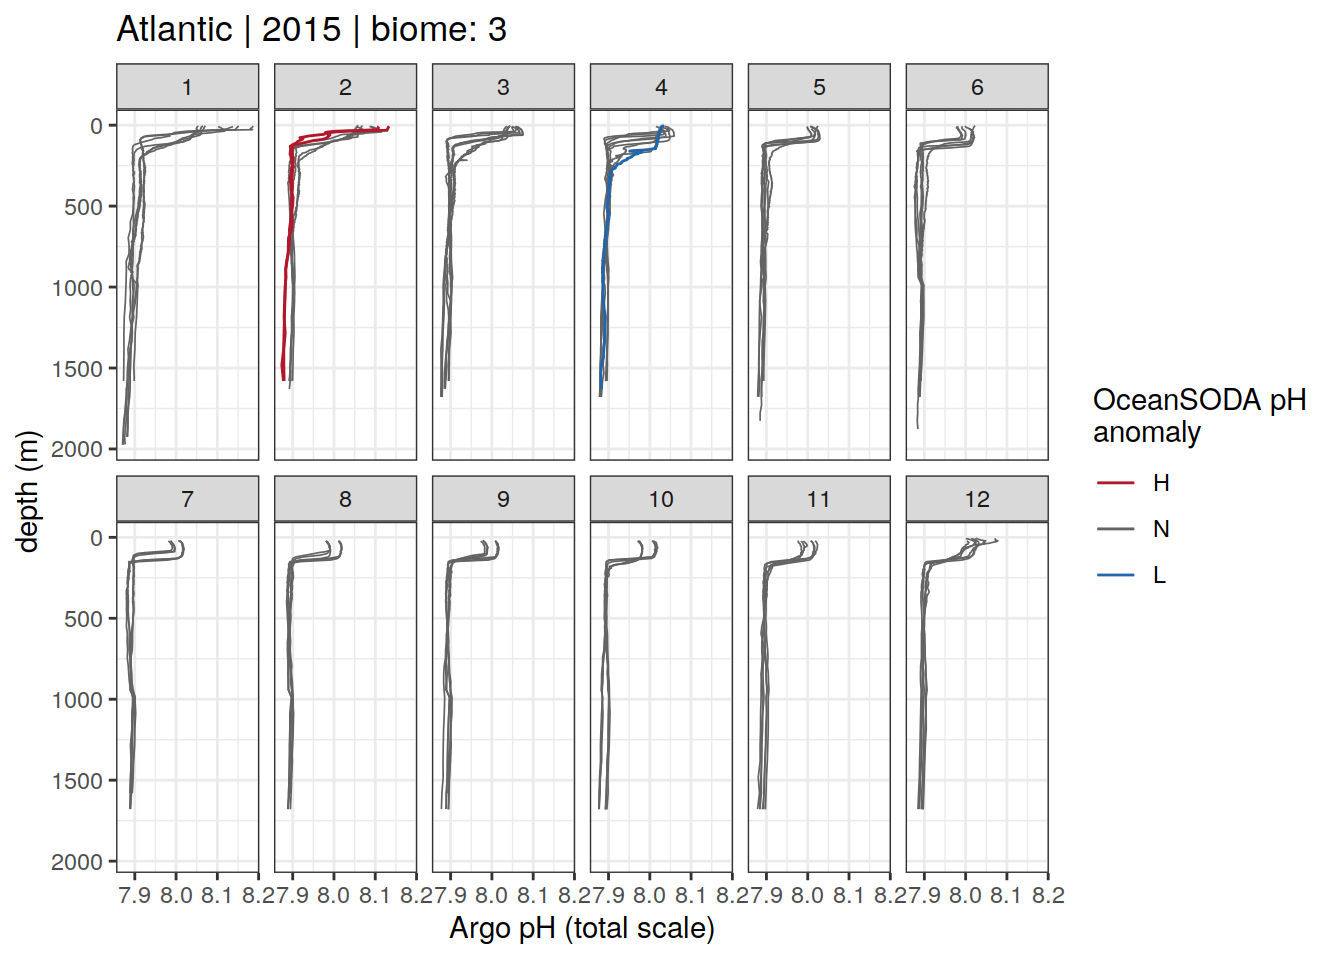 Atlantic | 2015 | biome: 3
1 2 3 4 5 6
0
500
1000
1500
2000
7 8 9 10 11 12
0
500
1000
1500
2000
7.9 8.0 8.1 8.2 7.9 8.0 8.1 8.2 7.9 8.0 8.1 8.2 7.9 8.0 8.1 8.2 7.9 8.0 8.1 8.2 7.9 8.0 8.1 8.2
Argo pH (total scale)
depth (m)
OceanSODA pH
anomaly
H
N
L